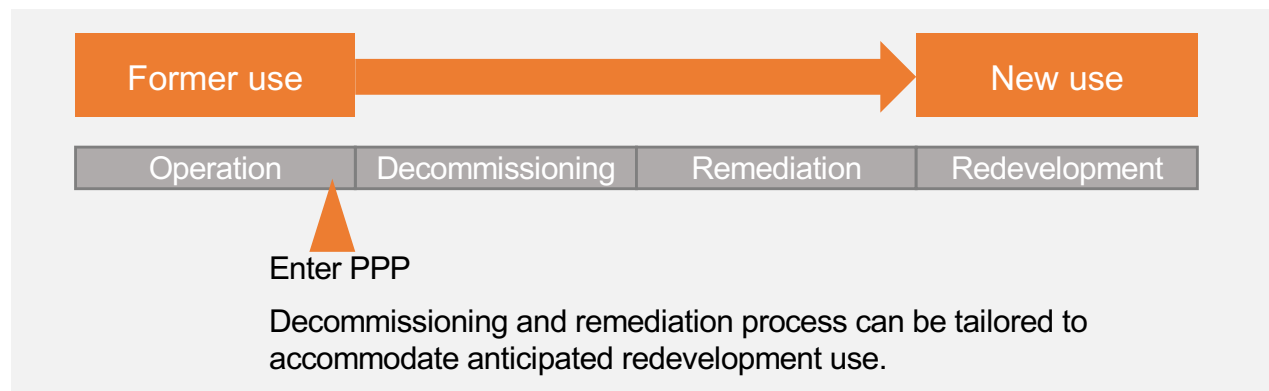 Former use
New use
Operation
Decommissioning
Remediation
Redevelopment
Enter PPP
Decommissioning and remediation process can be tailored to
accommodate anticipated redevelopment use.